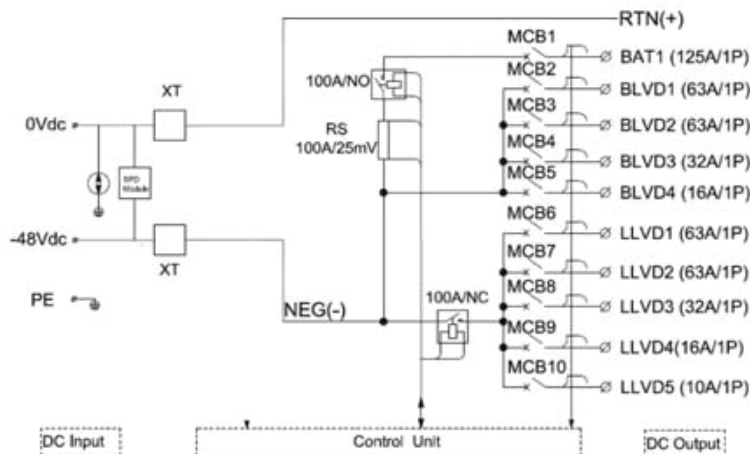 RTN(+)
MCB1
BAT1 (125A/1P)
MCB2
100A/NO
BLVD1 (63A/1P)
XT
MCB3
0Vdc
RS
100A/25mV
BLVD2 (63A/1P)
MCB4
BLVD3 (32A/1P)
SPD
Module
MCB5
BLVD4 (16A/1P)
MCB6
LLVD1 (63A/1P)
-48Vdc
MCB7
XT
LLVD2 (63A/1P)
MCB8
PE
100A/NC
NEG(-)
LLVD3 (32A/1P)
MCB9
LLVD4(16A/1P)
MCB10
LLVD5 (10A/1P)
DC Input
Control Unit
DC Output